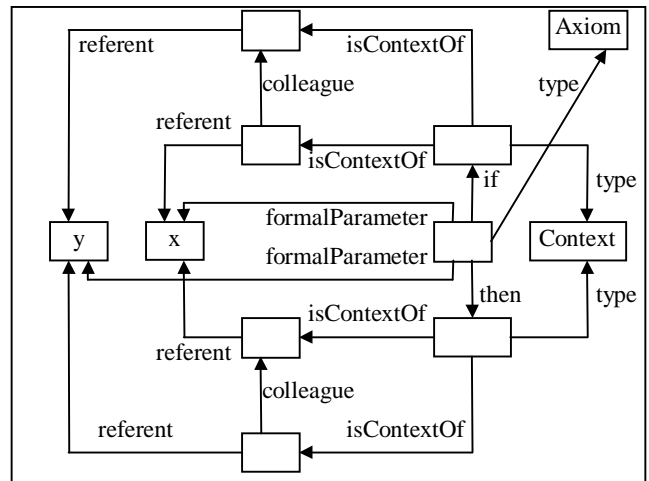 referent
isContextOf
Axiom
colleague
type
referent
isContextOf
if
type
formalParameter
y
x
formalParameter
Context
then
isContextOf
type
referent
colleague
referent
isContextOf